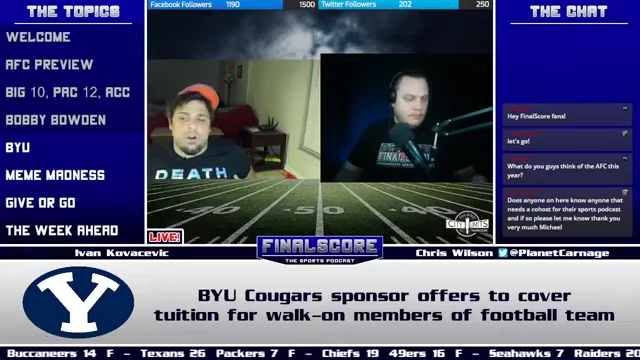 THE TOPICS
WELCOME
AFC PREVIEW
BIG 10, PAC 12, ACC
BOBBY BOWDEN
BYU
MEME MADNESS
GIVE OR GO
THE WEEK AHEAD
Facebook Followers 1190 1500 Twitter Followers 202 250
DEATH
FINAL
LIVE!
CITY LIMITS
FINALSCORE
THE SPORTS PODCAST
THE CHAT
Hey FinalScore fans!
let's go!
What do you guys think of the AFC this
year?
Does anyone on here know anyone that
needs a cohost for their sports podcast
and if so please let me know thank you
very much Michael
Ivan Kovacevic
Chris Wilson @PlanetCarnage
Y
BYU Cougars sponsor offers to cover
tuition for walk-on members of football team
Buccaneers 14 F - Texans 26 Packers 7 F - Chiefs 19 49ers 16 F - Seahawks 7 Raiders 20